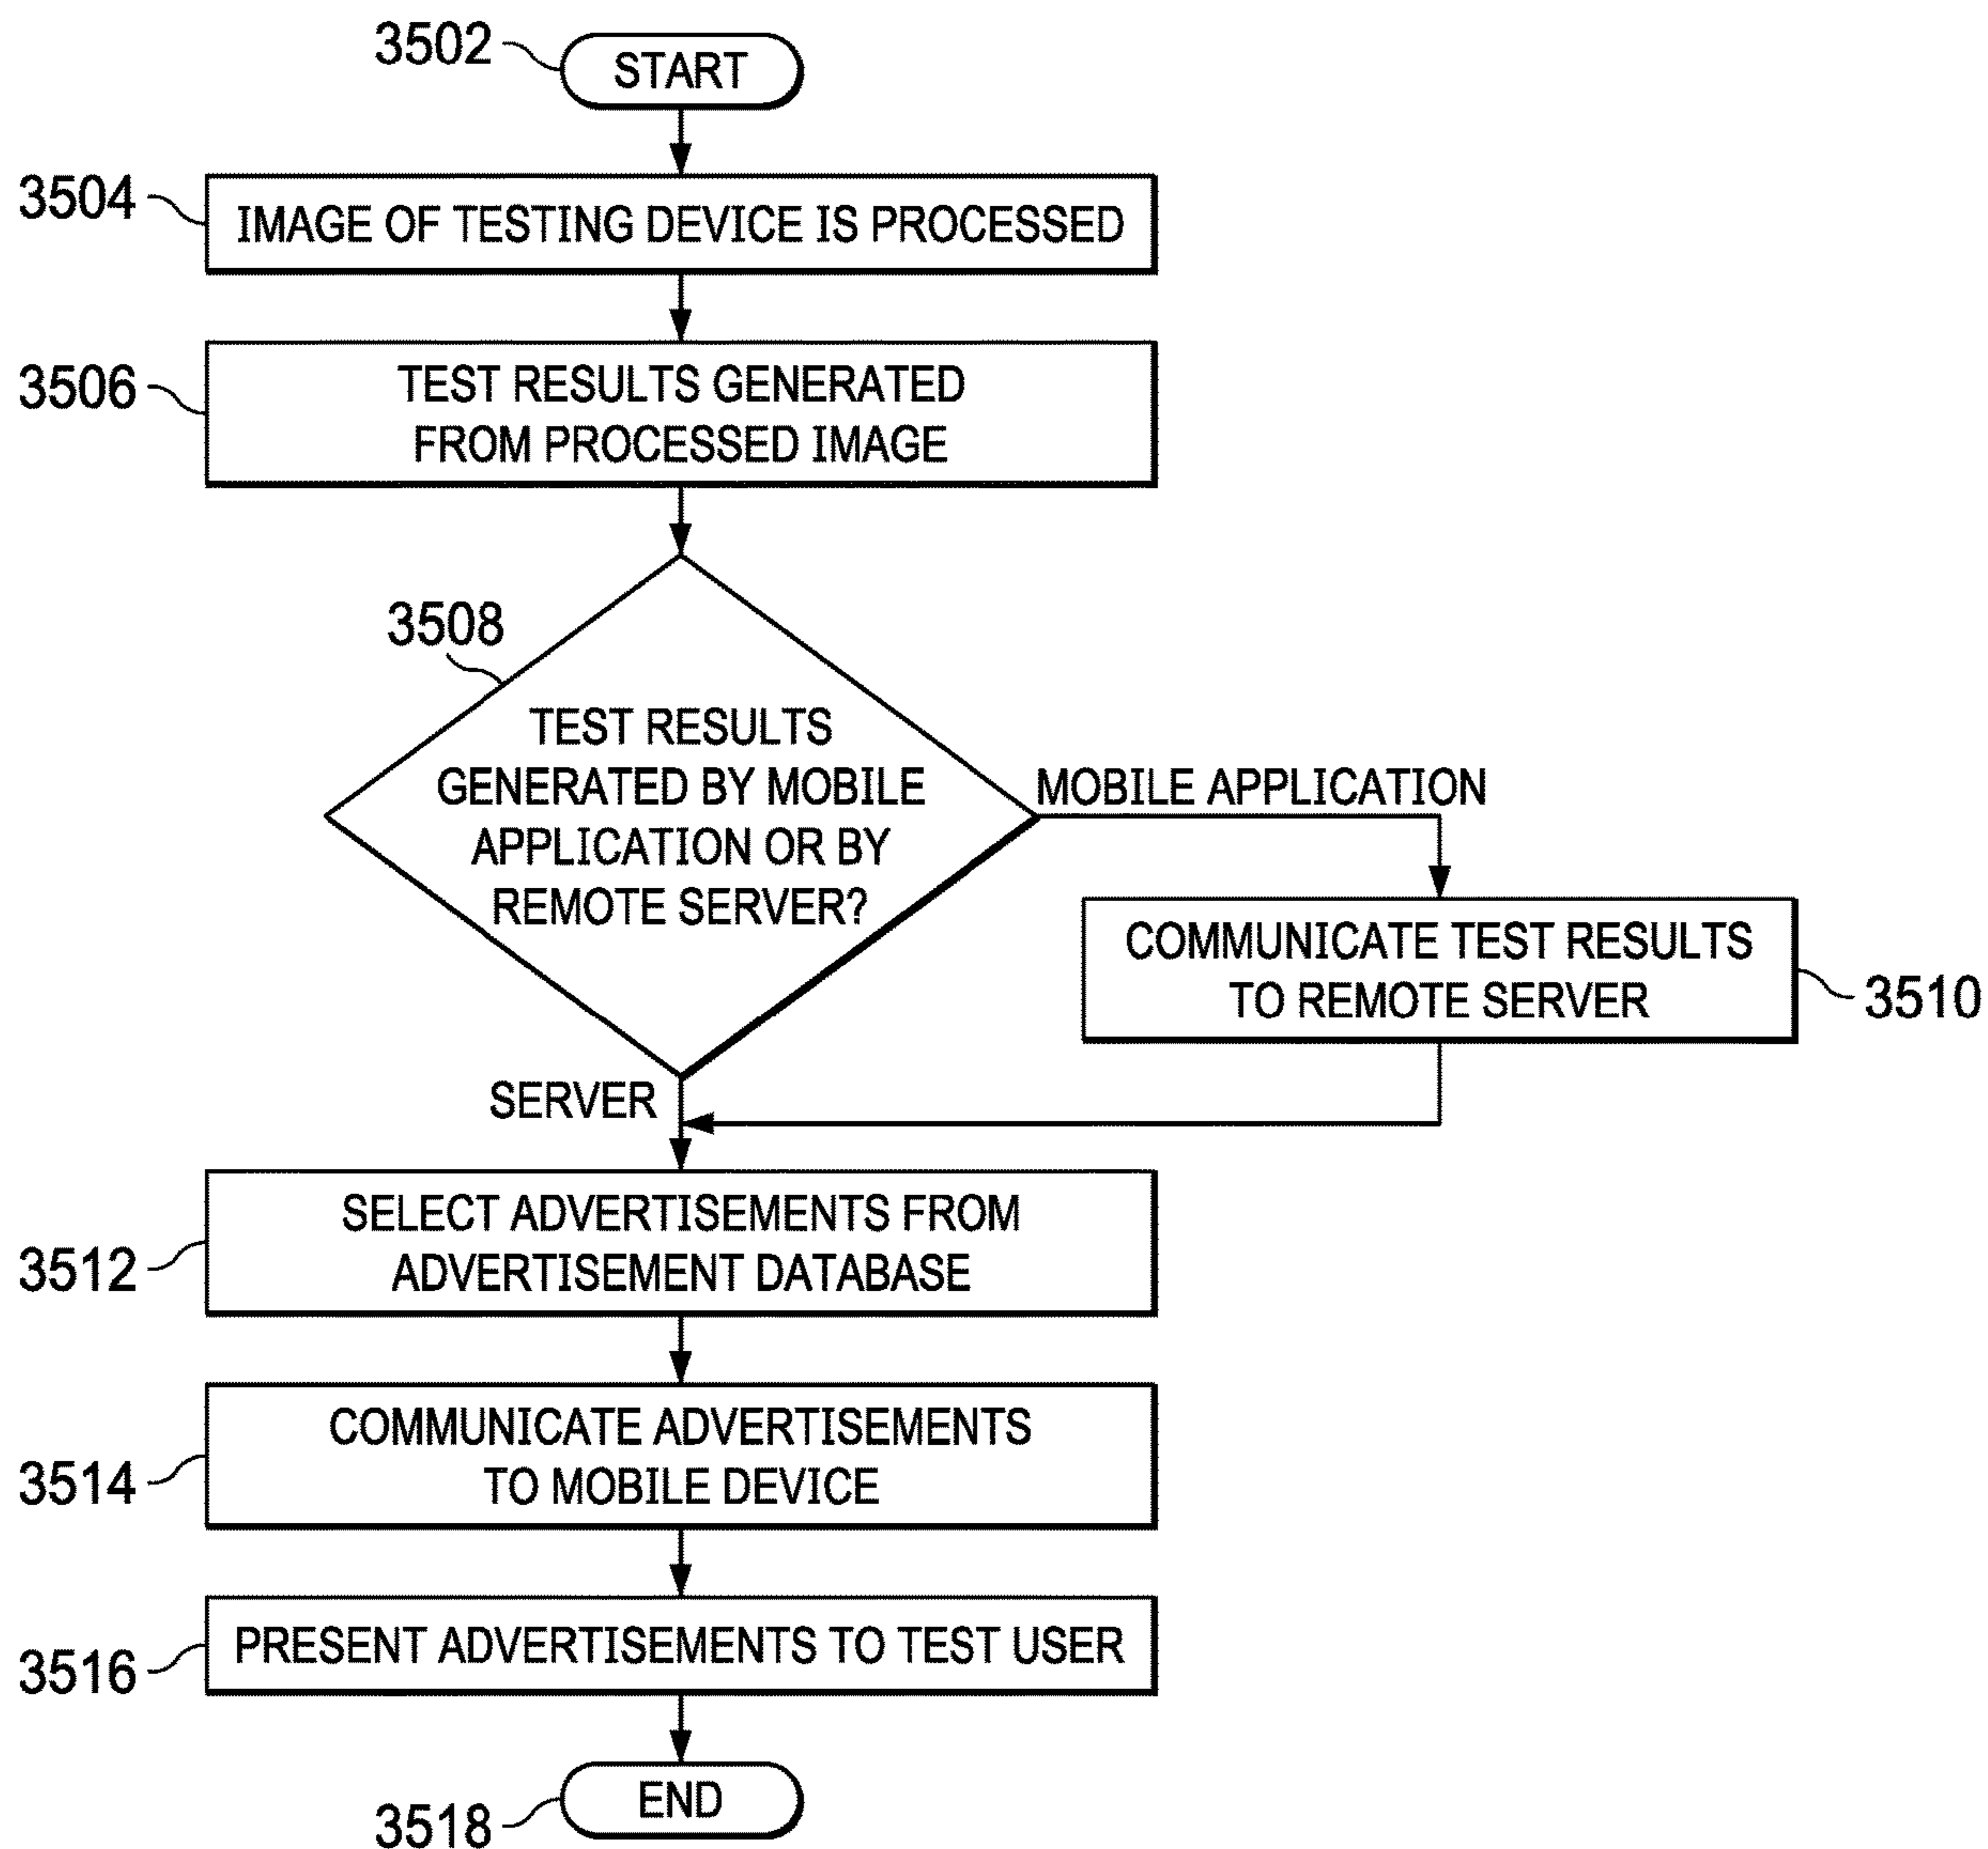 3502
START
3504
IMAGE OF TESTING DEVICE IS PROCESSED
3506
TEST RESULTS GENERATED
FROM PROCESSED IMAGE
3508
TEST RESULTS
GENERATED BY MOBILE
APPLICATION OR BY
REMOTE SERVER?
MOBILE APPLICATION
COMMUNICATE TEST RESULTS
TO REMOTE SERVER
3510
SERVER
3512
SELECT ADVERTISEMENTS FROM
ADVERTISEMENT DATABASE
3514
COMMUNICATE ADVERTISEMENTS
TO MOBILE DEVICE
3516
PRESENT ADVERTISEMENTS TO TEST USER
3518
END